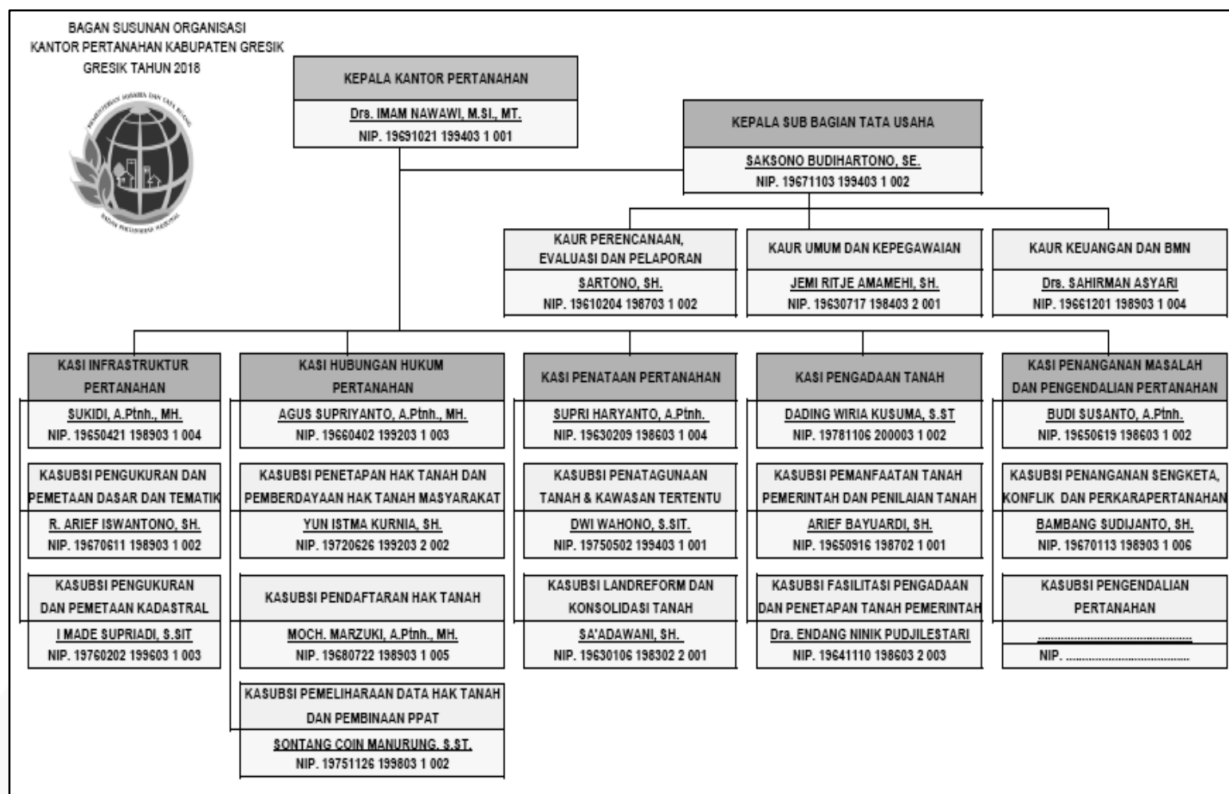 BAGAN SUSUNAN ORGANISASI
KANTOR PERTANAHAN KABUPATEN GRESIK
GRESIK TAHUN 2018
KEMENTERIAN AGRARIA DAN TATA RUANG
BADAN PERTANAHAN NASIONAL
KEPALA KANTOR PERTANAHAN
Drs. IMAM NAWAWI, M.SI., MT.
NIP. 19691021 199403 1 001
KEPALA SUB BAGIAN TATA USAHA
SAKSONO BUDIHARTONO, SE.
NIP. 19671103 199403 1 002
KAUR PERENCANAAN,
EVALUASI DAN PELAPORAN
SARTONO, SH.
NIP. 19610204 198703 1 002
KAUR UMUM DAN KEPEGAWAIAN
JEMI RITJE AMAMEHI, SH.
NIP. 19630717 198403 2 001
KAUR KEUANGAN DAN BMN
Drs. SAHIRMAN ASYARI
NIP. 19661201 198903 1 004
KASI INFRASTRUKTUR
PERTANAHAN
SUKIDI, A.Ptnh., MH.
NIP. 19650421 198903 1 004
KASUBSI PENGUKURAN DAN
PEMETAAN DASAR DAN TEMATIK
R. ARIEF ISWANTONO, SH.
NIP. 19670611 198903 1 002
KASUBSI PENGUKURAN
DAN PEMETAAN KADASTRAL
I MADE SUPRIADI, S.SIT
NIP. 19760202 199603 1 003
KASI HUBUNGAN HUKUM
PERTANAHAN
AGUS SUPRIYANTO, A.Ptnh., MH.
NIP. 19660402 199203 1 003
KASUBSI PENETAPAN HAK TANAH DAN
PEMBERDAYAAN HAK TANAH MASYARAKAT
YUN ISTMA KURNIA, SH.
NIP. 19720626 199203 2 002
KASUBSI PENDAFTARAN HAK TANAH
MOCH. MARZUKI, A.Ptnh., MH.
NIP. 19680722 198903 1 005
KASUBSI PEMELIHARAAN DATA HAK TANAH
DAN PEMBINAAN PPAT
SONTANG COIN MANURUNG, S.ST.
NIP. 19751126 199803 1 002
KASI PENATAAN PERTANAHAN
SUPRI HARYANTO, A.Ptnh.
NIP. 19630209 198603 1 004
KASUBSI PENATAGUNAAN
TANAH & KAWASAN TERTENTU
DWI WAHONO, S.SIT.
NIP. 19750502 199403 1 001
KASUBSI LANDREFORM DAN
KONSOLIDASI TANAH
SA'ADAWANI, SH.
NIP. 19630106 198302 2 001
KASI PENGADAAN TANAH
DADING WIRIA KUSUMA, S.ST
NIP. 19781106 200003 1 002
KASUBSI PEMANFAATAN TANAH
PEMERINTAH DAN PENILAIAN TANAH
ARIEF BAYUARDI, SH.
NIP. 19650916 198702 1 001
KASUBSI FASILITASI PENGADAAN
DAN PENETAPAN TANAH PEMERINTAH
Dra. ENDANG NINIK PUDJILESTARI
NIP. 19641110 198603 2 003
KASI PENANGANAN MASALAH
DAN PENGENDALIAN PERTANAHAN
BUDI SUSANTO, A.Ptnh.
NIP. 19650619 198603 1 002
KASUBSI PENANGANAN SENGKETA,
KONFLIK DAN PERKARAPERTANAHAN
BAMBANG SUDIJANTO, SH.
NIP. 19670113 198903 1 006
KASUBSI PENGENDALIAN
PERTANAHAN
..................................................
NIP. ........................................